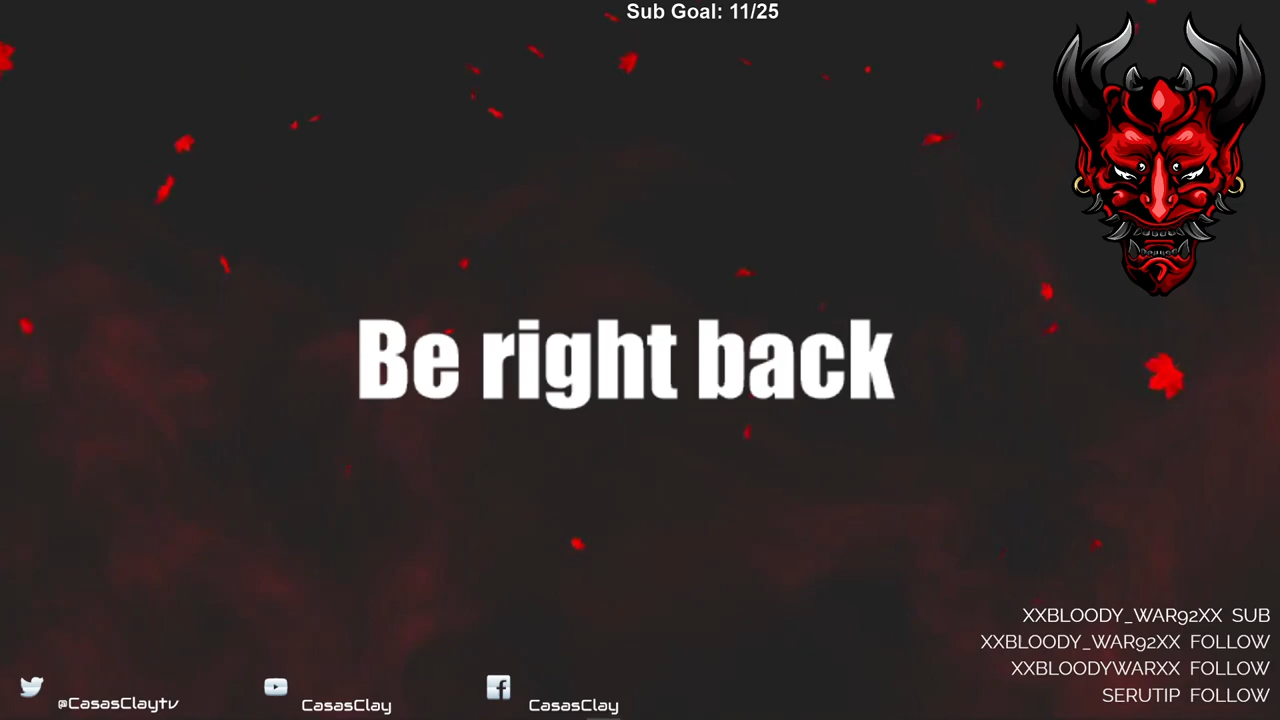 Sub Goal: 11/25
Be right back
XXBLOODY_WAR92XX SUB
XXBLOODY_WAR92XX FOLLOW
XXBLOODYWARXX FOLLOW
SERUTIP FOLLOW
@CasasClaytv
CasasClay
CasasClay